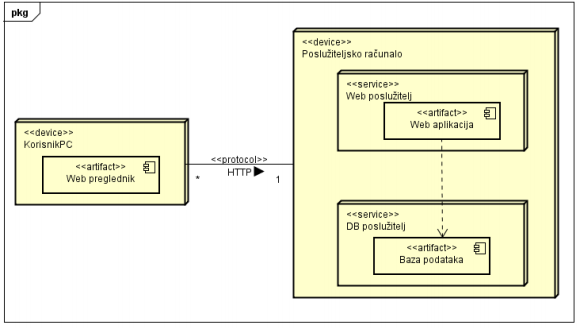 pkg
<<device>>
Poslužiteljsko računalo
<<service>>
Web poslužitelj
<<artifact>>
Web aplikacija
<<device>>
KorisnikPC
<<artifact>>
Web preglednik
<<protocol>>
HTTP
*
1
<<service>>
DB poslužitelj
<<artifact>>
Baza podataka